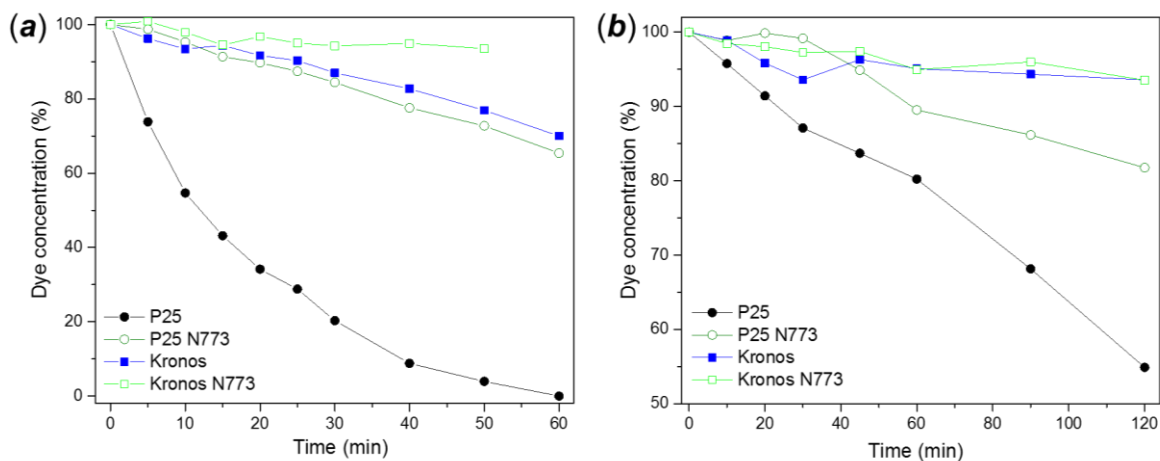 (a)
Dye concentration (%)
100
80
60
40
20
0
P25
P25 N773
Kronos
Kronos N773
0 10 20 30 40 50 60
Time (min)
(b)
Dye concentration (%)
100
90
80
70
60
50
P25
P25 N773
Kronos
Kronos N773
0 20 40 60 80 100 120
Time (min)